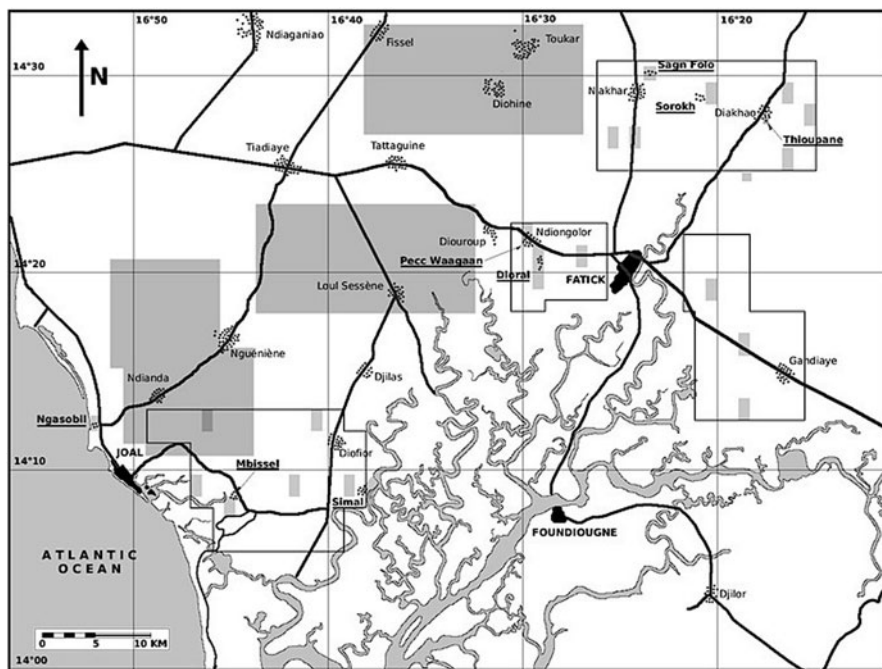 16°50
16°40
16°30
16°20
N
Ndiaganiao
Fissel
Toukar
14°30
Sagn Folo
Diohine
Niakhar
Sorokh
Diakhao
Tiadiaye
Tattaguine
Thioupane
Diouroup
Ndiongolor
Pecc Waagaan
Dioral
14°20
FATICK
Loul Sessène
Nguéniène
Djilas
Gandiaye
Ndianda
Ngasobil
Diofior
JOAL
14°10
Mbissel
Simal
FOUNDIOUGNE
ATLANTIC
OCEAN
Djilor
0 5 10 KM
14°00